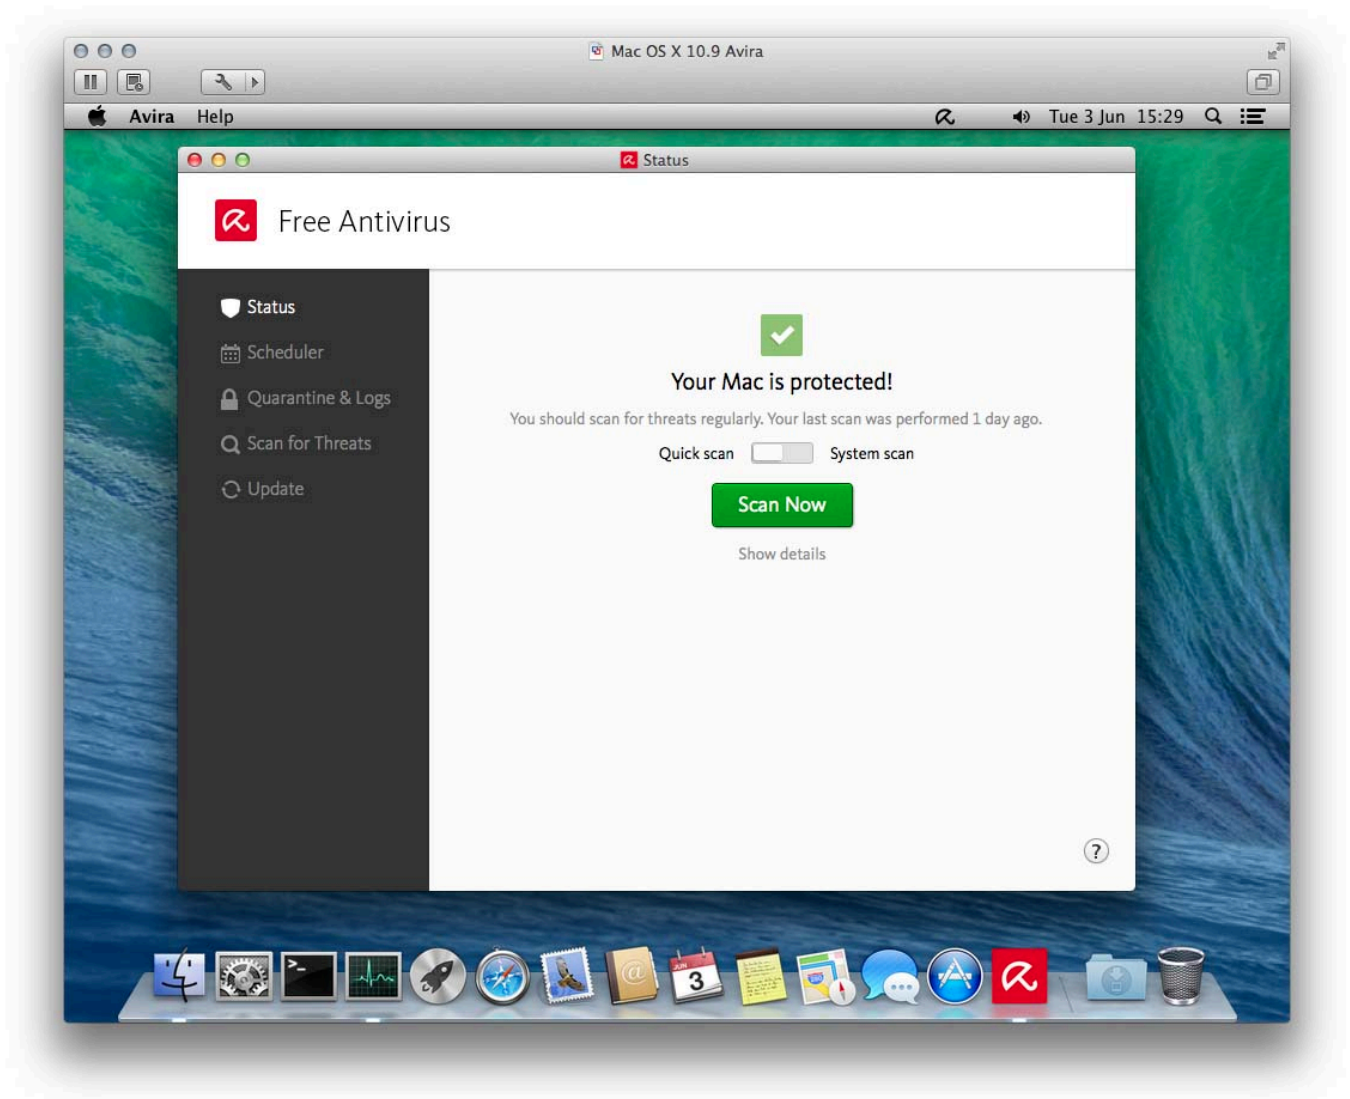 Mac OS X 10.9 Avira
Avira Help Tue 3 Jun 15:29
Status
Free Antivirus
Status
Scheduler
Quarantine & Logs
Scan for Threats
Update
Your Mac is protected!
You should scan for threats regularly. Your last scan was performed 1 day ago.
Quick scan System scan
Scan Now
Show details
?
JUN
3